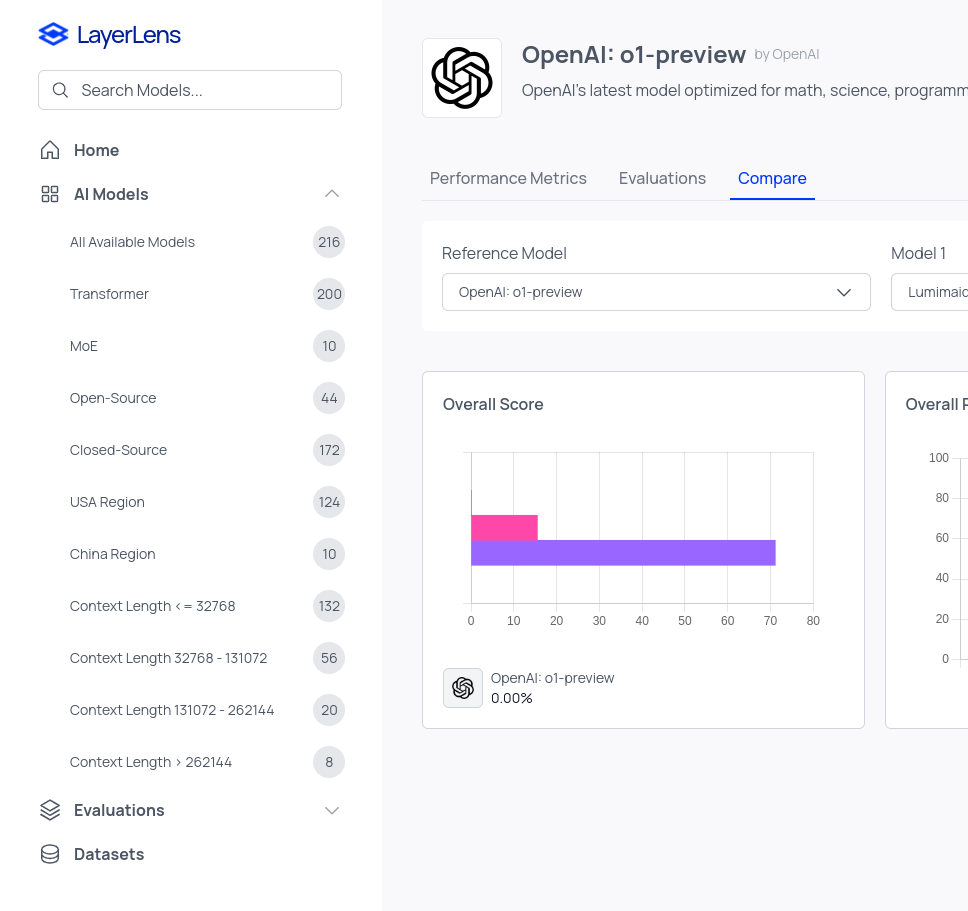 LayerLens
Search Models...
Home
AI Models
All Available Models 216
Transformer 200
MoE 10
Open-Source 44
Closed-Source 172
USA Region 124
China Region 10
Context Length <= 32768 132
Context Length 32768 - 131072 56
Context Length 131072 - 262144 20
Context Length > 262144 8
Evaluations
Datasets
OpenAI: o1-preview by OpenAI
OpenAI's latest model optimized for math, science, programm
Performance Metrics Evaluations Compare
Reference Model
OpenAI: o1-preview
Model 1
Lumimaid
Overall Score
0 10 20 30 40 50 60 70 80
OpenAI: o1-preview
0.00%
Overall
100
80
60
40
20
0